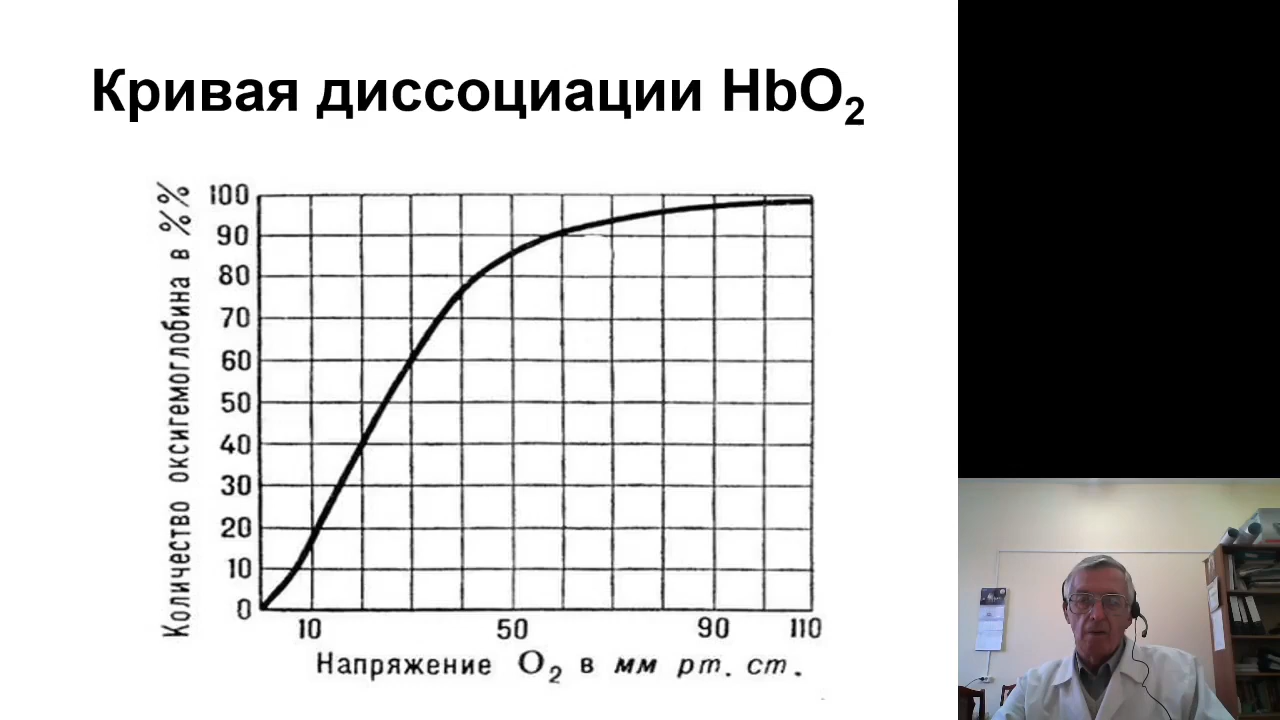 Кривая диссоциации HbO₂
Количество оксигемоглобина в %%
100
90
80
70
60
50
40
30
20
10
0
10 50 90 110
Напряжение O₂ в мм рт. ст.